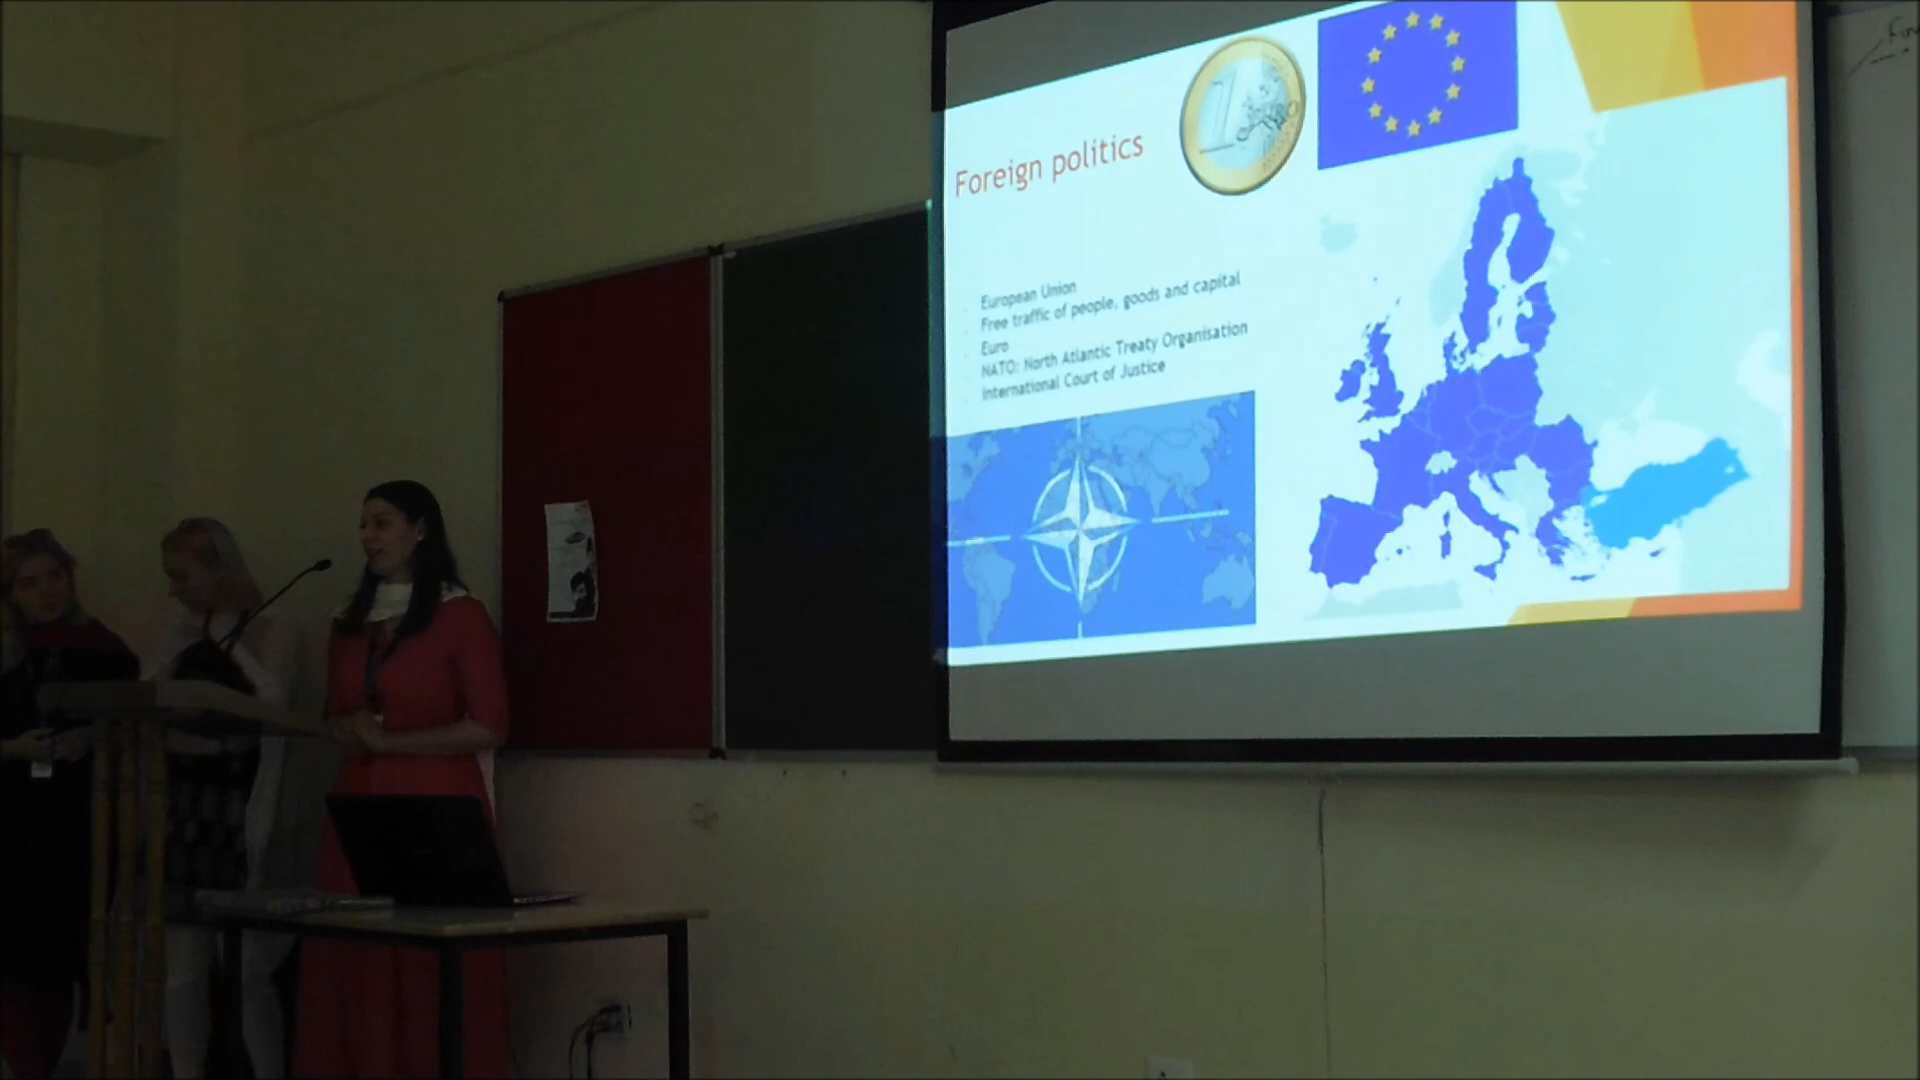 Foreign politics
European Union
Free traffic of people, goods and capital
Euro
NATO: North Atlantic Treaty Organisation
International Court of Justice
1